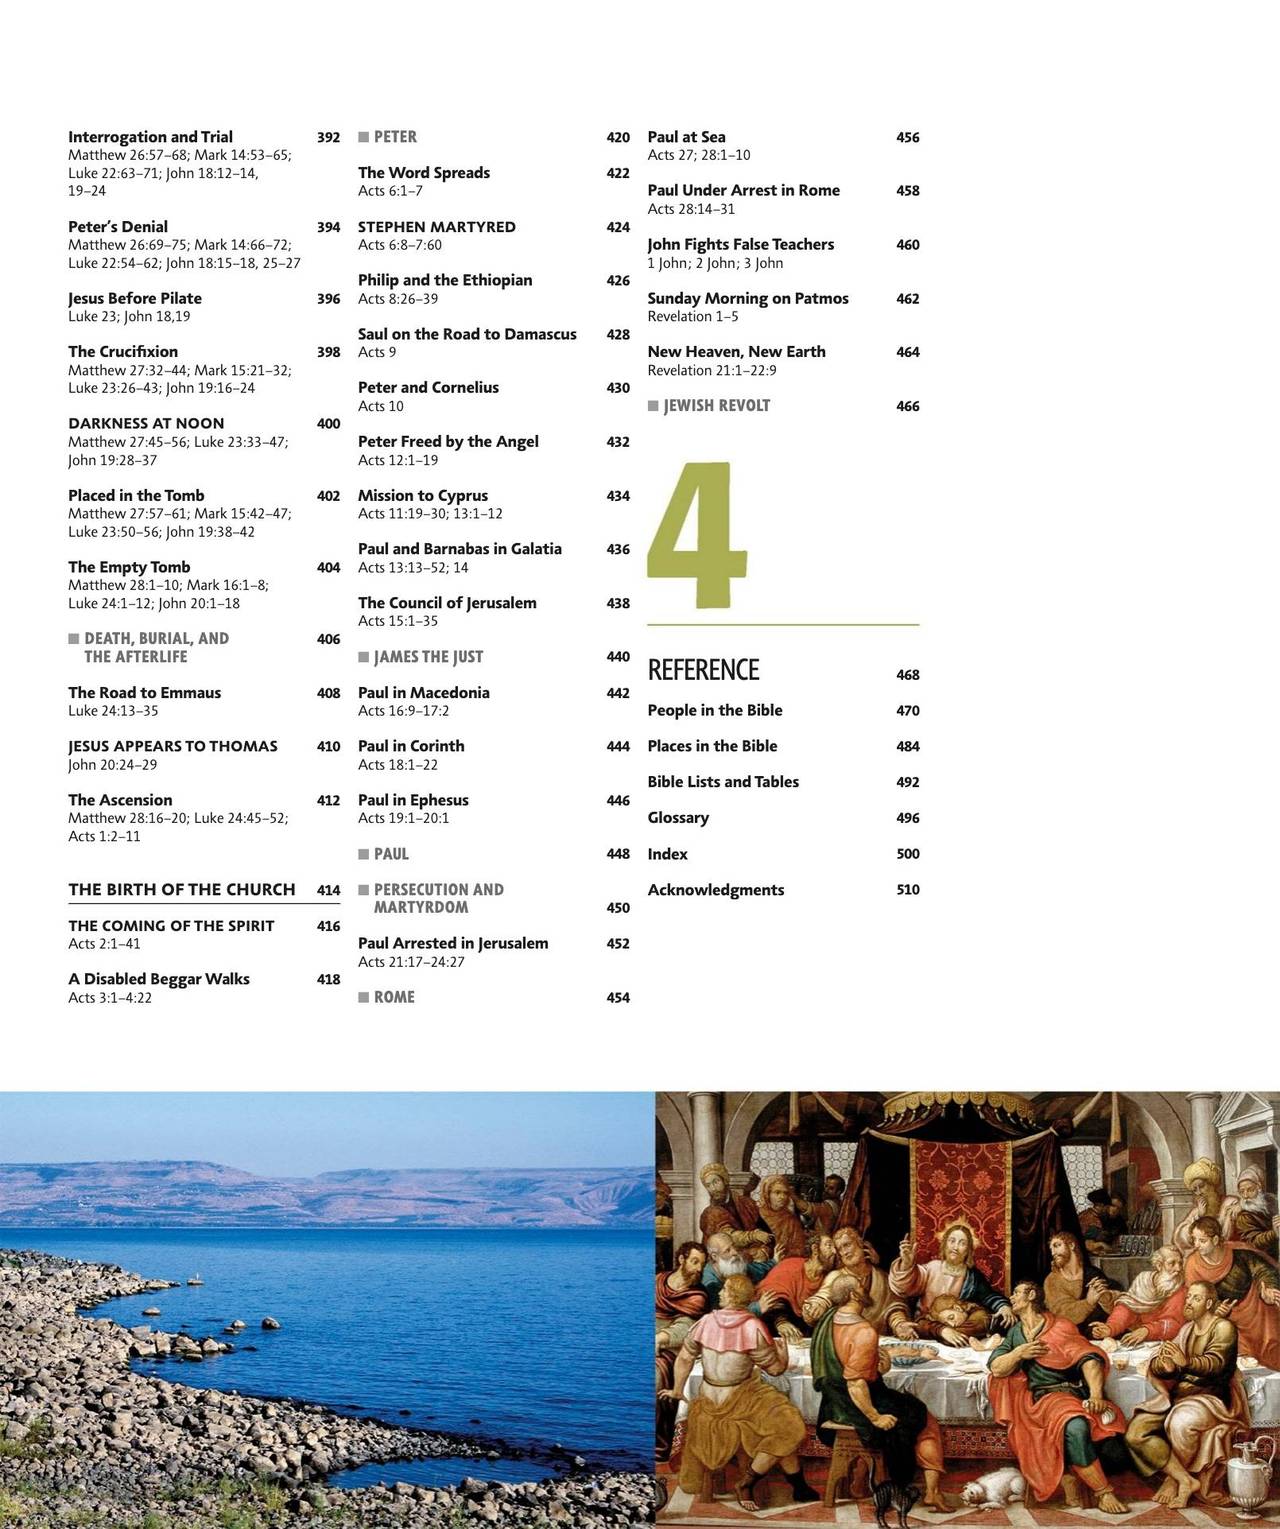 Interrogation and Trial 392
Matthew 26:57–68; Mark 14:53–65;
Luke 22:63–71; John 18:12–14,
19–24
Peter’s Denial 394
Matthew 26:69–75; Mark 14:66–72;
Luke 22:54–62; John 18:15–18, 25–27
Jesus Before Pilate 396
Luke 23; John 18,19
The Crucifixion 398
Matthew 27:32–44; Mark 15:21–32;
Luke 23:26–43; John 19:16–24
DARKNESS AT NOON 400
Matthew 27:45–56; Luke 23:33–47;
John 19:28–37
Placed in the Tomb 402
Matthew 27:57–61; Mark 15:42–47;
Luke 23:50–56; John 19:38–42
The Empty Tomb 404
Matthew 28:1–10; Mark 16:1–8;
Luke 24:1–12; John 20:1–18
■ DEATH, BURIAL, AND 406
THE AFTERLIFE
The Road to Emmaus 408
Luke 24:13–35
JESUS APPEARS TO THOMAS 410
John 20:24–29
The Ascension 412
Matthew 28:16–20; Luke 24:45–52;
Acts 1:2–11
THE BIRTH OF THE CHURCH 414
THE COMING OF THE SPIRIT 416
Acts 2:1–41
A Disabled Beggar Walks 418
Acts 3:1–4:22
■ PETER 420
The Word Spreads 422
Acts 6:1–7
STEPHEN MARTYRED 424
Acts 6:8–7:60
Philip and the Ethiopian 426
Acts 8:26–39
Saul on the Road to Damascus 428
Acts 9
Peter and Cornelius 430
Acts 10
Peter Freed by the Angel 432
Acts 12:1–19
Mission to Cyprus 434
Acts 11:19–30; 13:1–12
Paul and Barnabas in Galatia 436
Acts 13:13–52; 14
The Council of Jerusalem 438
Acts 15:1–35
■ JAMES THE JUST 440
Paul in Macedonia 442
Acts 16:9–17:2
Paul in Corinth 444
Acts 18:1–22
Paul in Ephesus 446
Acts 19:1–20:1
■ PAUL 448
■ PERSECUTION AND
MARTYRDOM 450
Paul Arrested in Jerusalem 452
Acts 21:17–24:27
■ ROME 454
Paul at Sea 456
Acts 27; 28:1–10
Paul Under Arrest in Rome 458
Acts 28:14–31
John Fights False Teachers 460
1 John; 2 John; 3 John
Sunday Morning on Patmos 462
Revelation 1–5
New Heaven, New Earth 464
Revelation 21:1–22:9
■ JEWISH REVOLT 466
4
REFERENCE 468
People in the Bible 470
Places in the Bible 484
Bible Lists and Tables 492
Glossary 496
Index 500
Acknowledgments 510